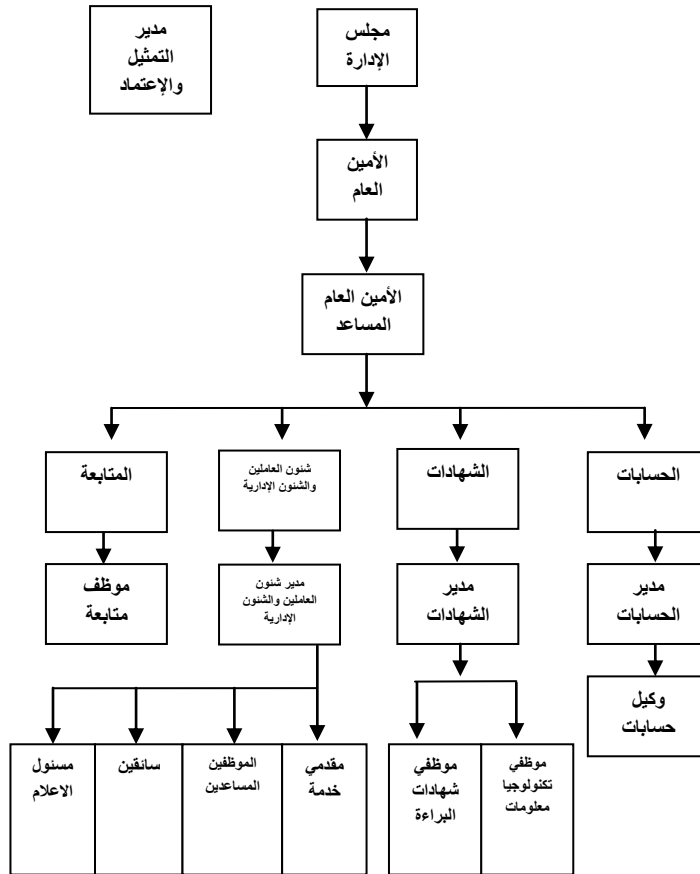 مجلس
الإدارة
مدير
التمثيل
والإعتماد
الأمين
العام
الأمين العام
المساعد
الحسابات
الشهادات
شئون العاملين
والشئون الإدارية
المتابعة
مدير
الحسابات
مدير
الشهادات
مدير شئون
العاملين والشئون
الإدارية
موظف
متابعة
وكيل
حسابات
موظفي
تكنولوجيا
معلومات
موظفي
شهادات
البراءة
مقدمي
خدمة
الموظفين
المساعدين
سائقين
مسئول
الاعلام